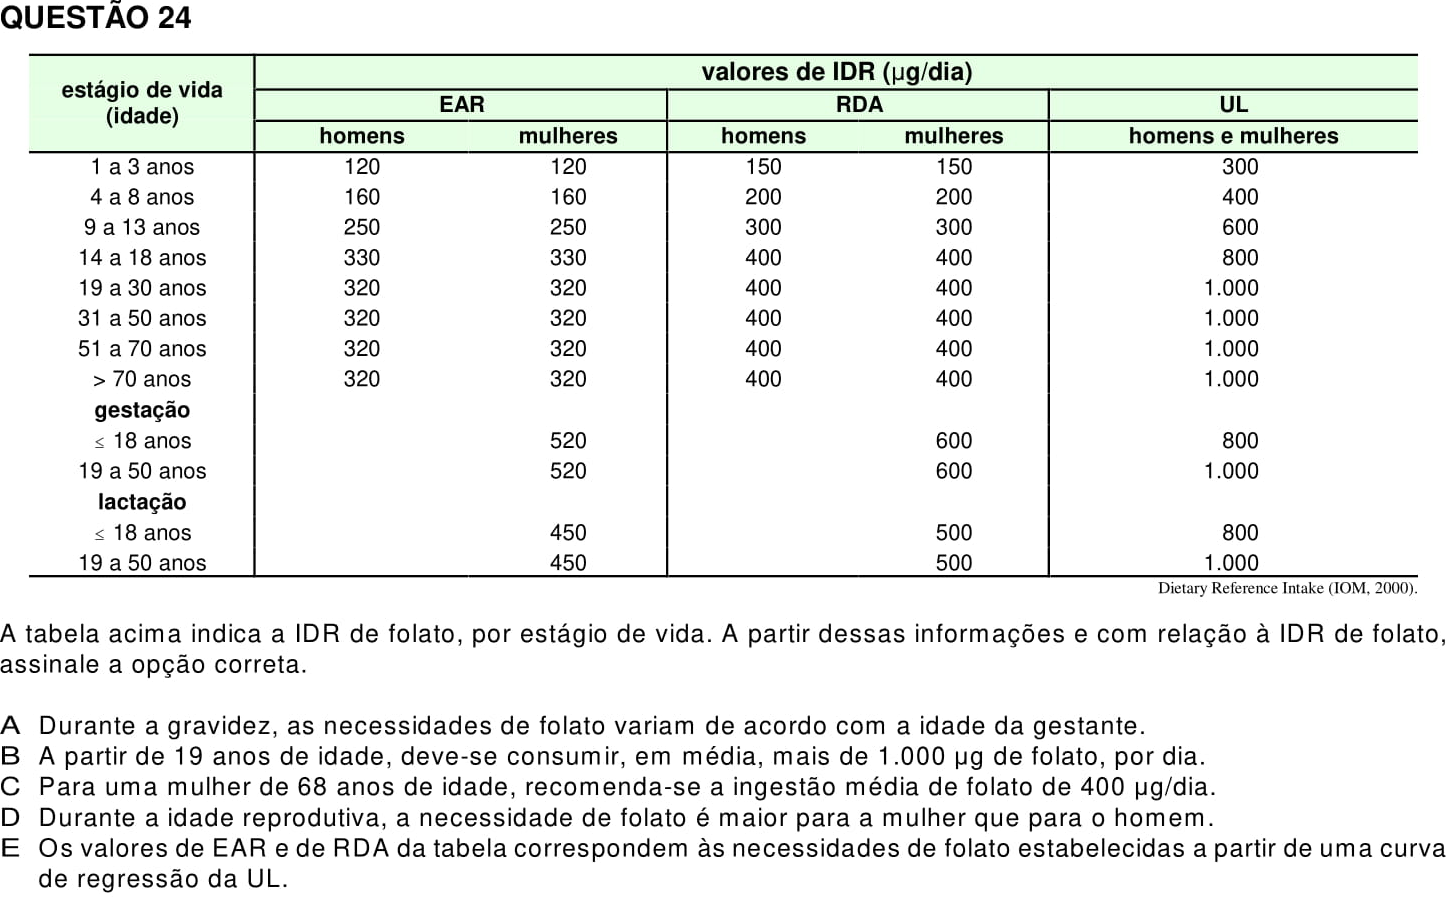 QUESTÃO 24
estágio de vida (idade) valores de IDR (µg/dia)
EAR RDA UL
homens mulheres homens mulheres homens e mulheres
1 a 3 anos 120 120 150 150 300
4 a 8 anos 160 160 200 200 400
9 a 13 anos 250 250 300 300 600
14 a 18 anos 330 330 400 400 800
19 a 30 anos 320 320 400 400 1.000
31 a 50 anos 320 320 400 400 1.000
51 a 70 anos 320 320 400 400 1.000
> 70 anos 320 320 400 400 1.000
gestação
≤ 18 anos 520 600 800
19 a 50 anos 520 600 1.000
lactação
≤ 18 anos 450 500 800
19 a 50 anos 450 500 1.000
Dietary Reference Intake (IOM, 2000).
A tabela acima indica a IDR de folato, por estágio de vida. A partir dessas informações e com relação à IDR de folato,
assinale a opção correta.
A Durante a gravidez, as necessidades de folato variam de acordo com a idade da gestante.
B A partir de 19 anos de idade, deve-se consumir, em média, mais de 1.000 µg de folato, por dia.
C Para uma mulher de 68 anos de idade, recomenda-se a ingestão média de folato de 400 µg/dia.
D Durante a idade reprodutiva, a necessidade de folato é maior para a mulher que para o homem.
E Os valores de EAR e de RDA da tabela correspondem às necessidades de folato estabelecidas a partir de uma curva
de regressão da UL.